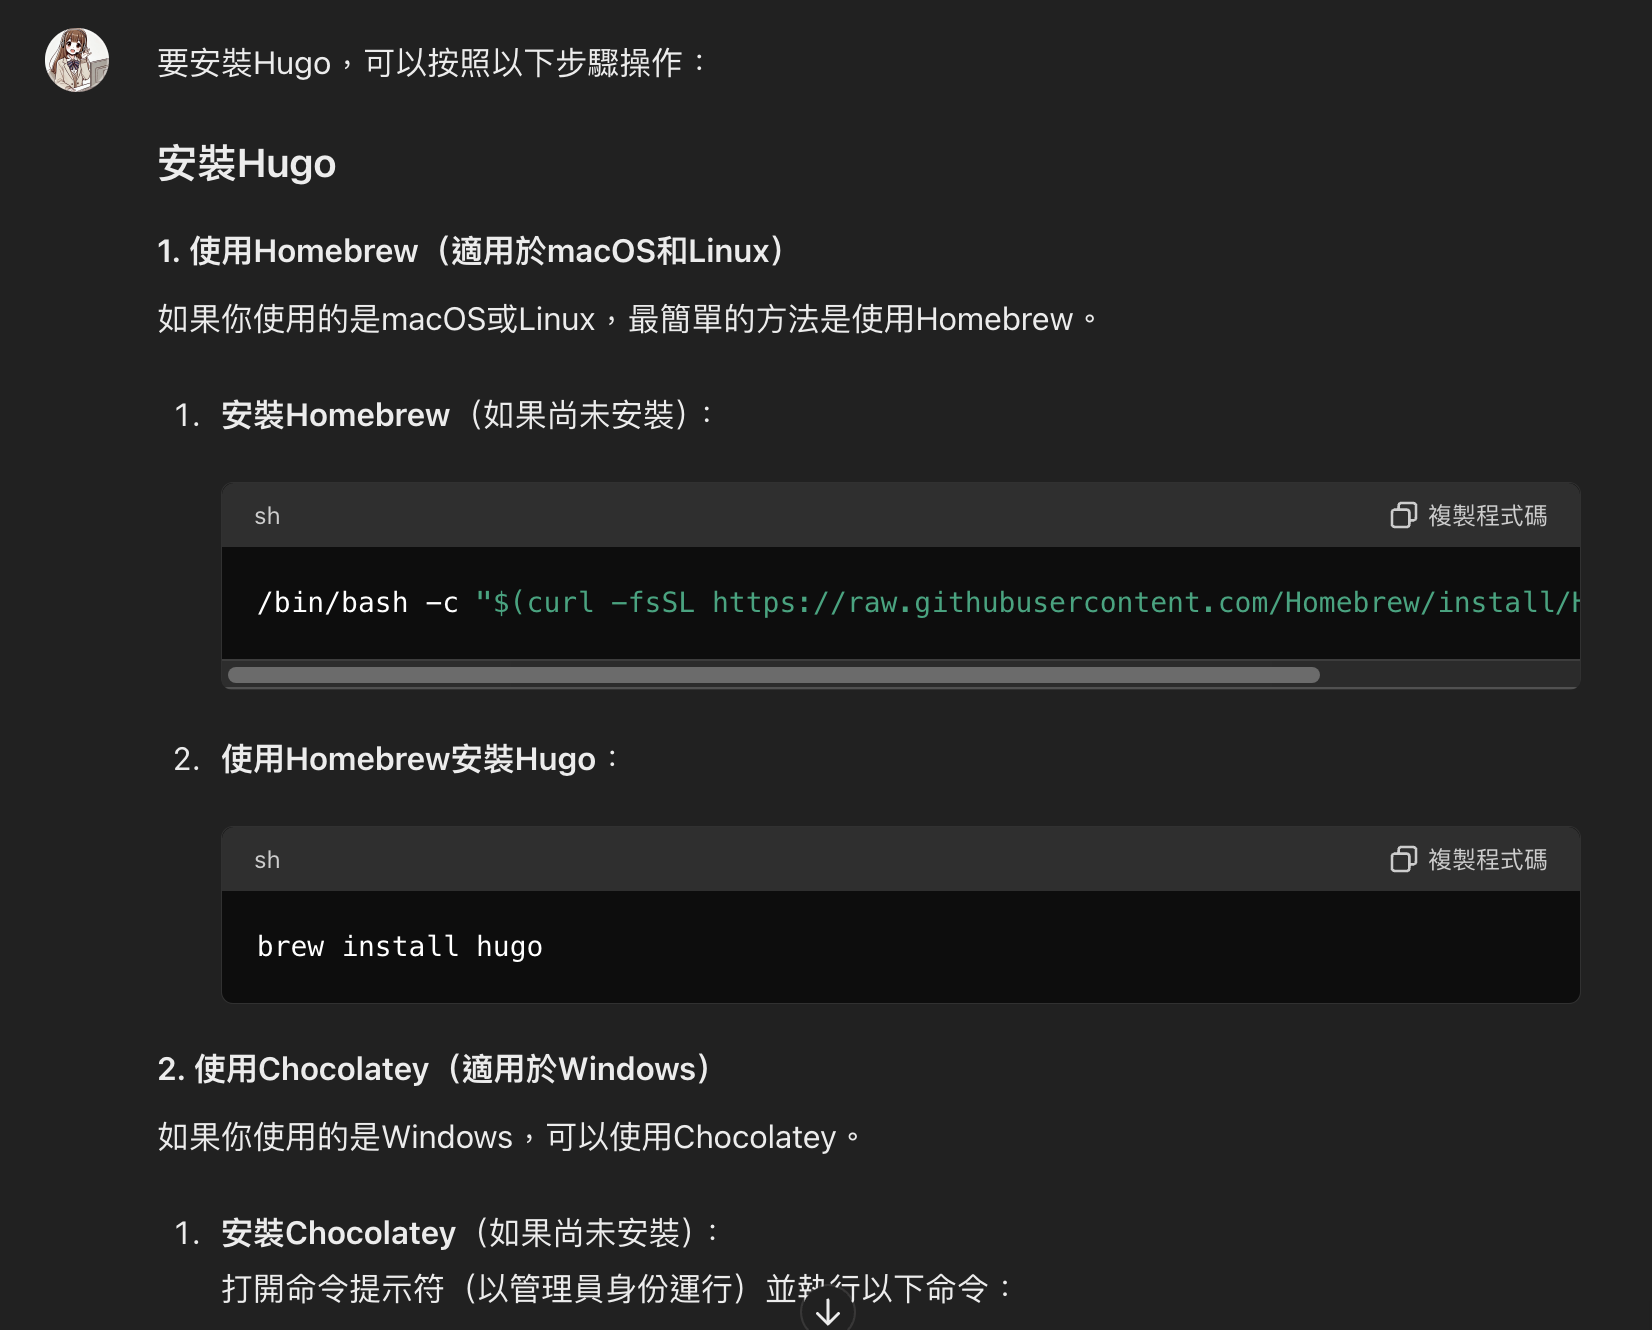 要安裝Hugo，可以按照以下步驟操作：
安裝Hugo
1. 使用Homebrew（適用於macOS和Linux）
如果你使用的是macOS或Linux，最簡單的方法是使用Homebrew。
1. 安裝Homebrew（如果尚未安裝）：
sh
複製程式碼
/bin/bash -c "$(curl -fsSL https://raw.githubusercontent.com/Homebrew/install/H
2. 使用Homebrew安裝Hugo：
sh
複製程式碼
brew install hugo
2. 使用Chocolatey（適用於Windows）
如果你使用的是Windows，可以使用Chocolatey。
1. 安裝Chocolatey（如果尚未安裝）：
打開命令提示符（以管理員身份運行）並執行以下命令：